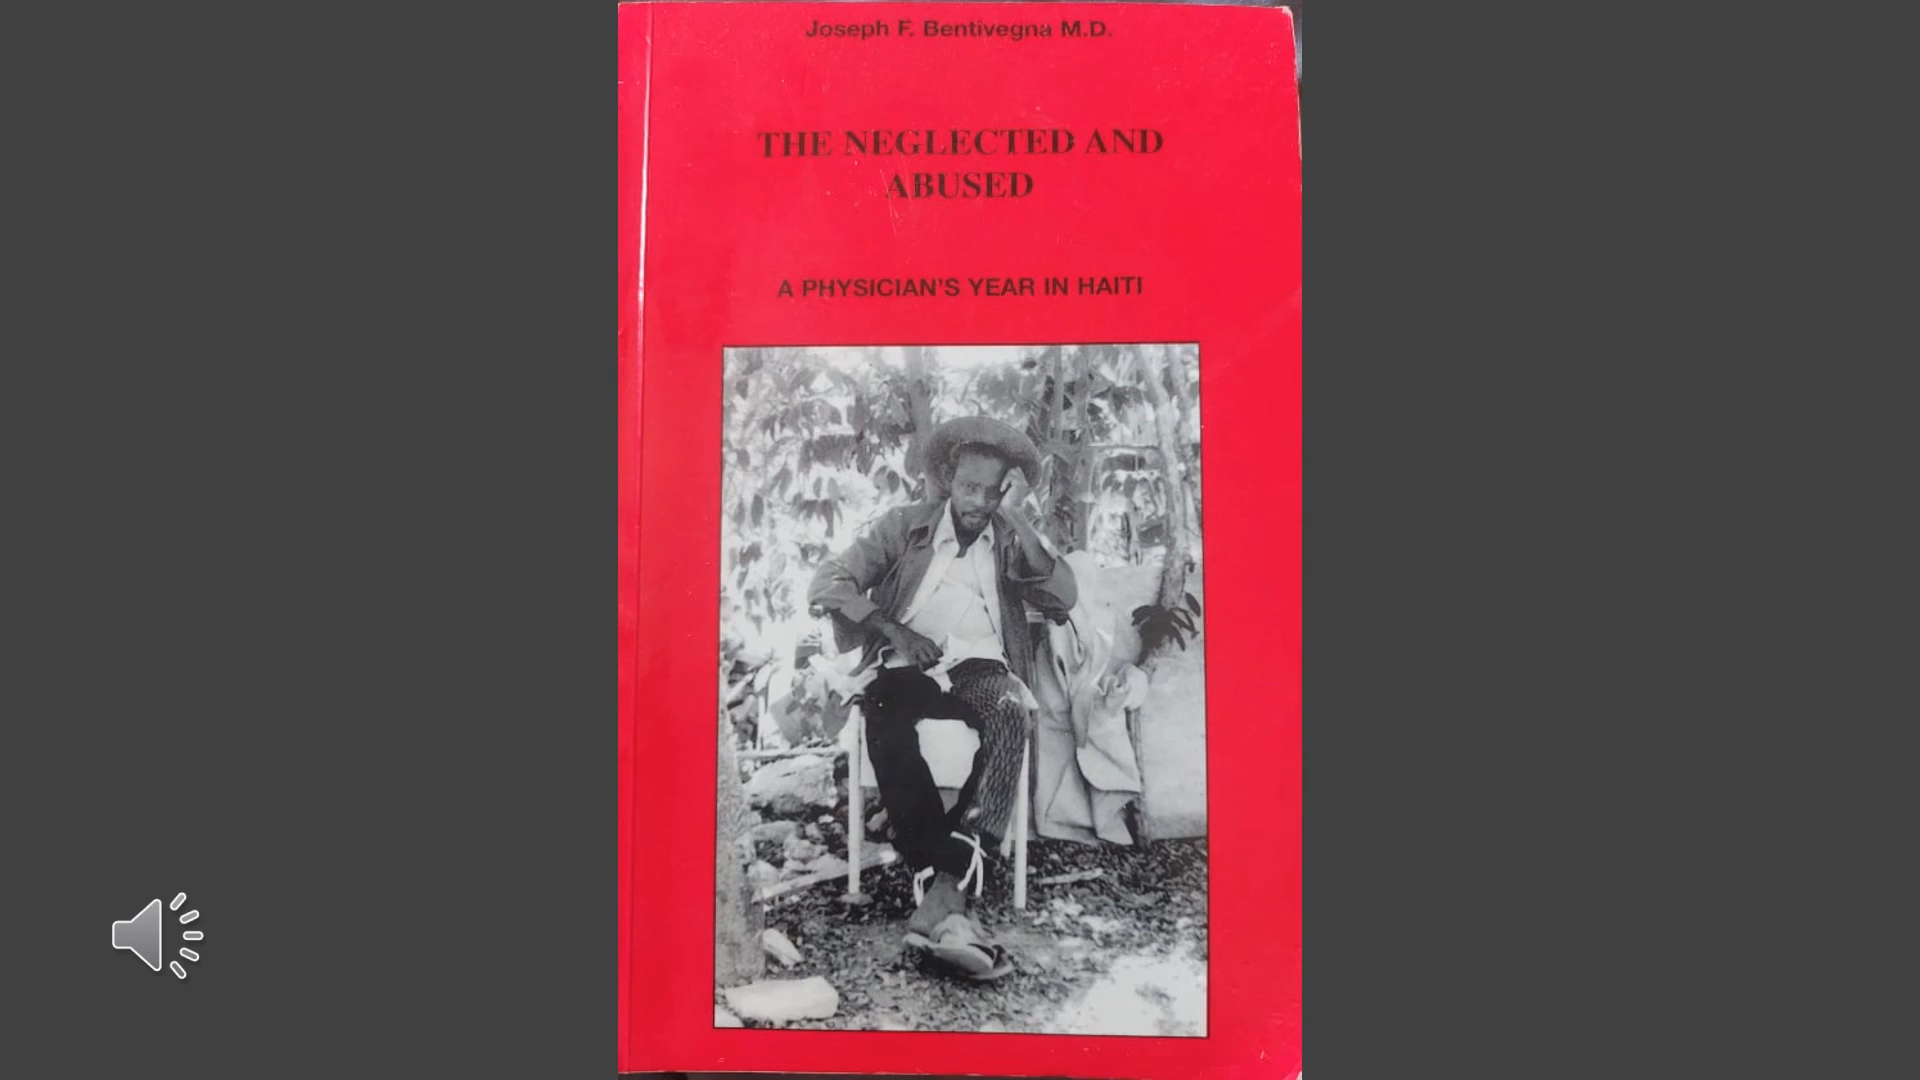 Joseph F. Bentivegna M.D.
THE NEGLECTED AND
ABUSED
A PHYSICIAN'S YEAR IN HAITI